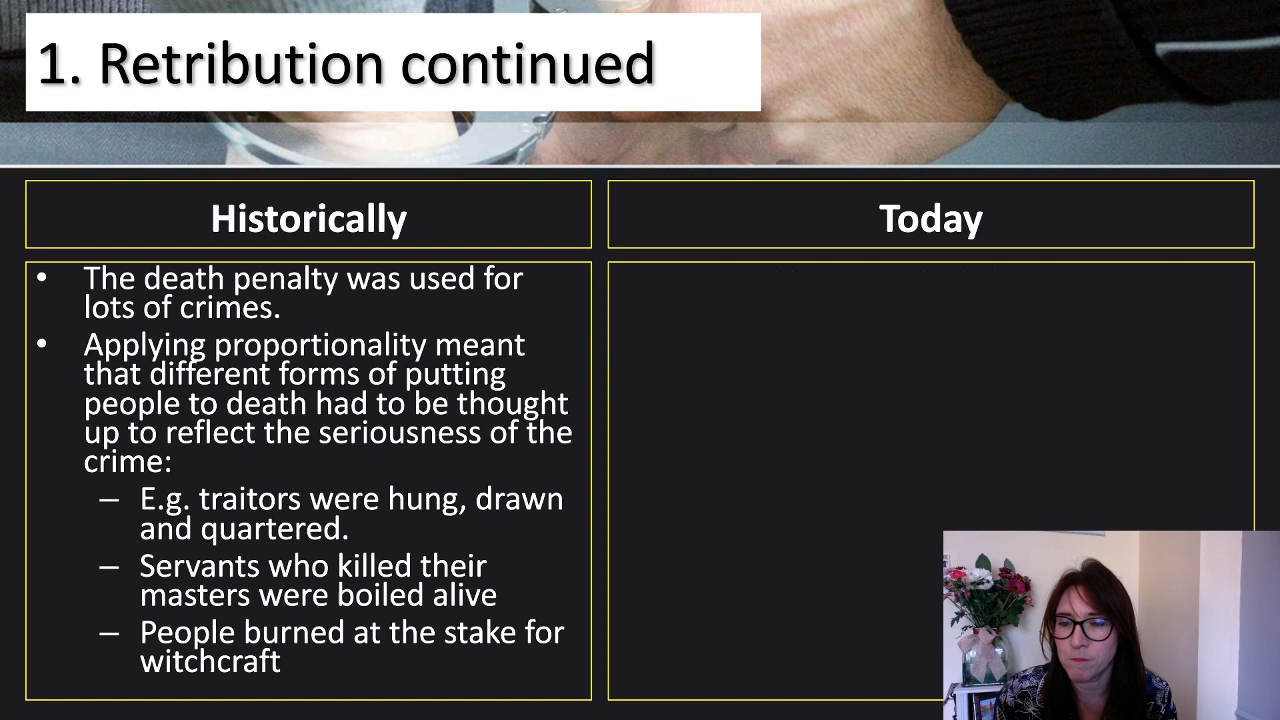 1. Retribution continued
Historically
Today
• The death penalty was used for
lots of crimes.
• Applying proportionality meant
that different forms of putting
people to death had to be thought
up to reflect the seriousness of the
crime:
– E.g. traitors were hung, drawn
and quartered.
– Servants who killed their
masters were boiled alive
– People burned at the stake for
witchcraft